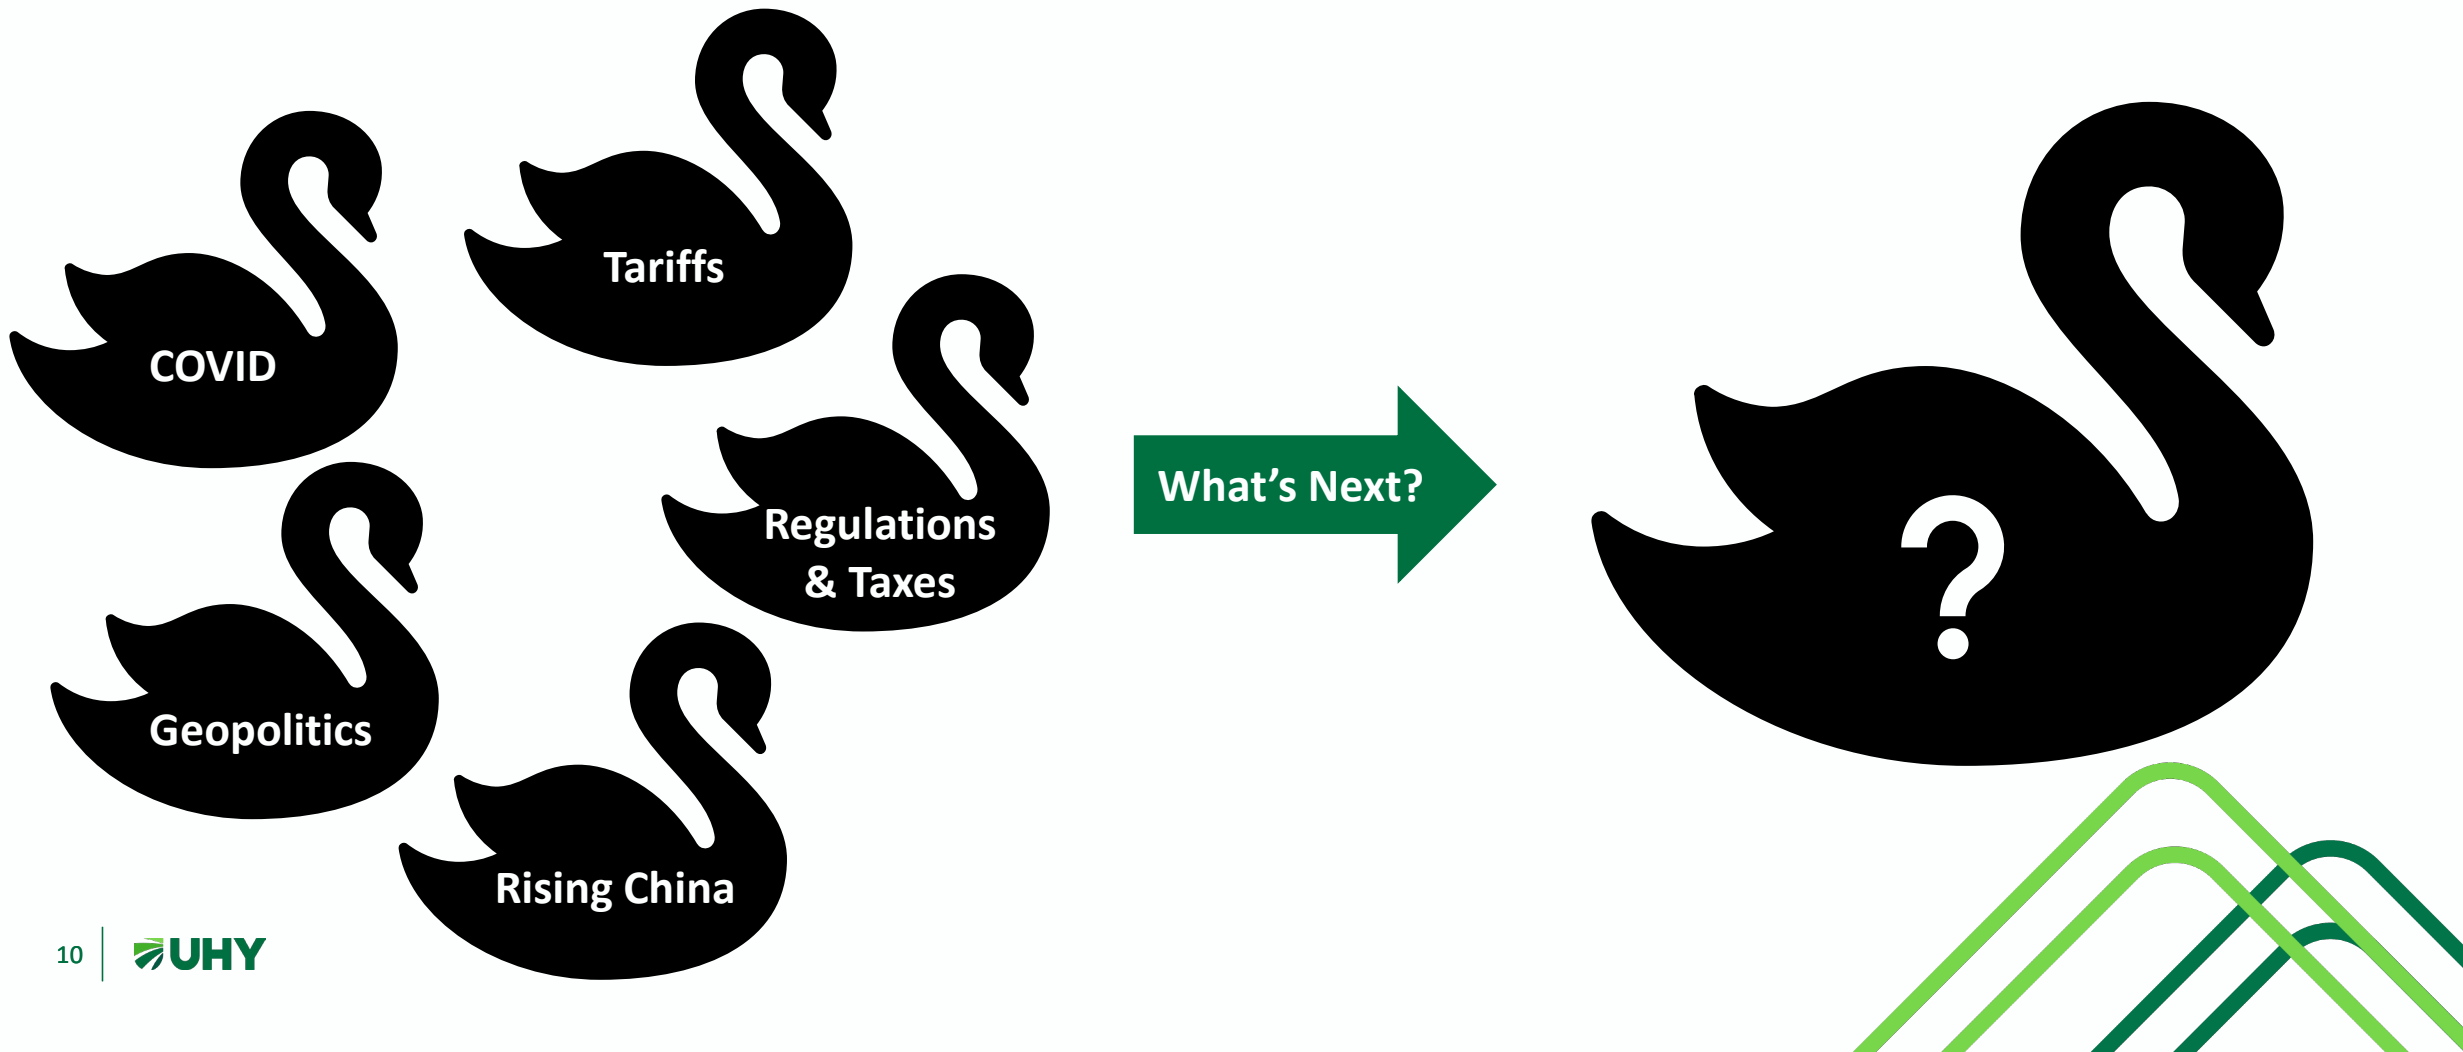 Tariffs
COVID
Regulations
& Taxes
What's Next?
?
Geopolitics
Rising China
10
UHY